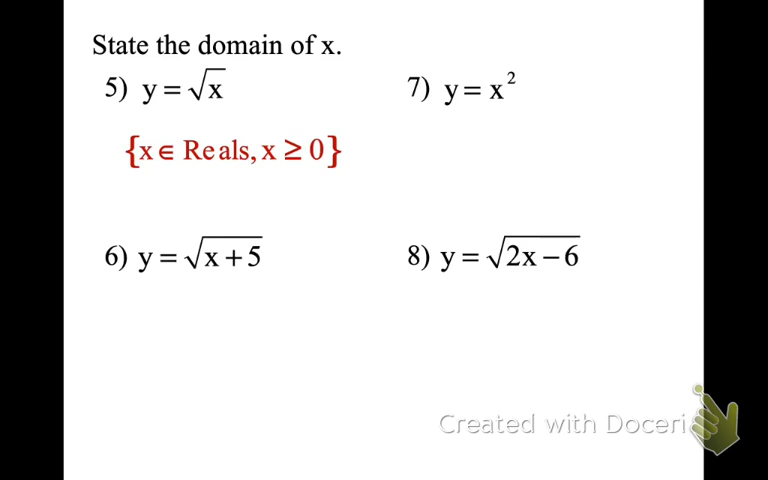 State the domain of x.
5) y = √x
{x ∈ Reals, x ≥ 0}
6) y = √x + 5
7) y = x²
8) y = √2x − 6
Created with Doceri